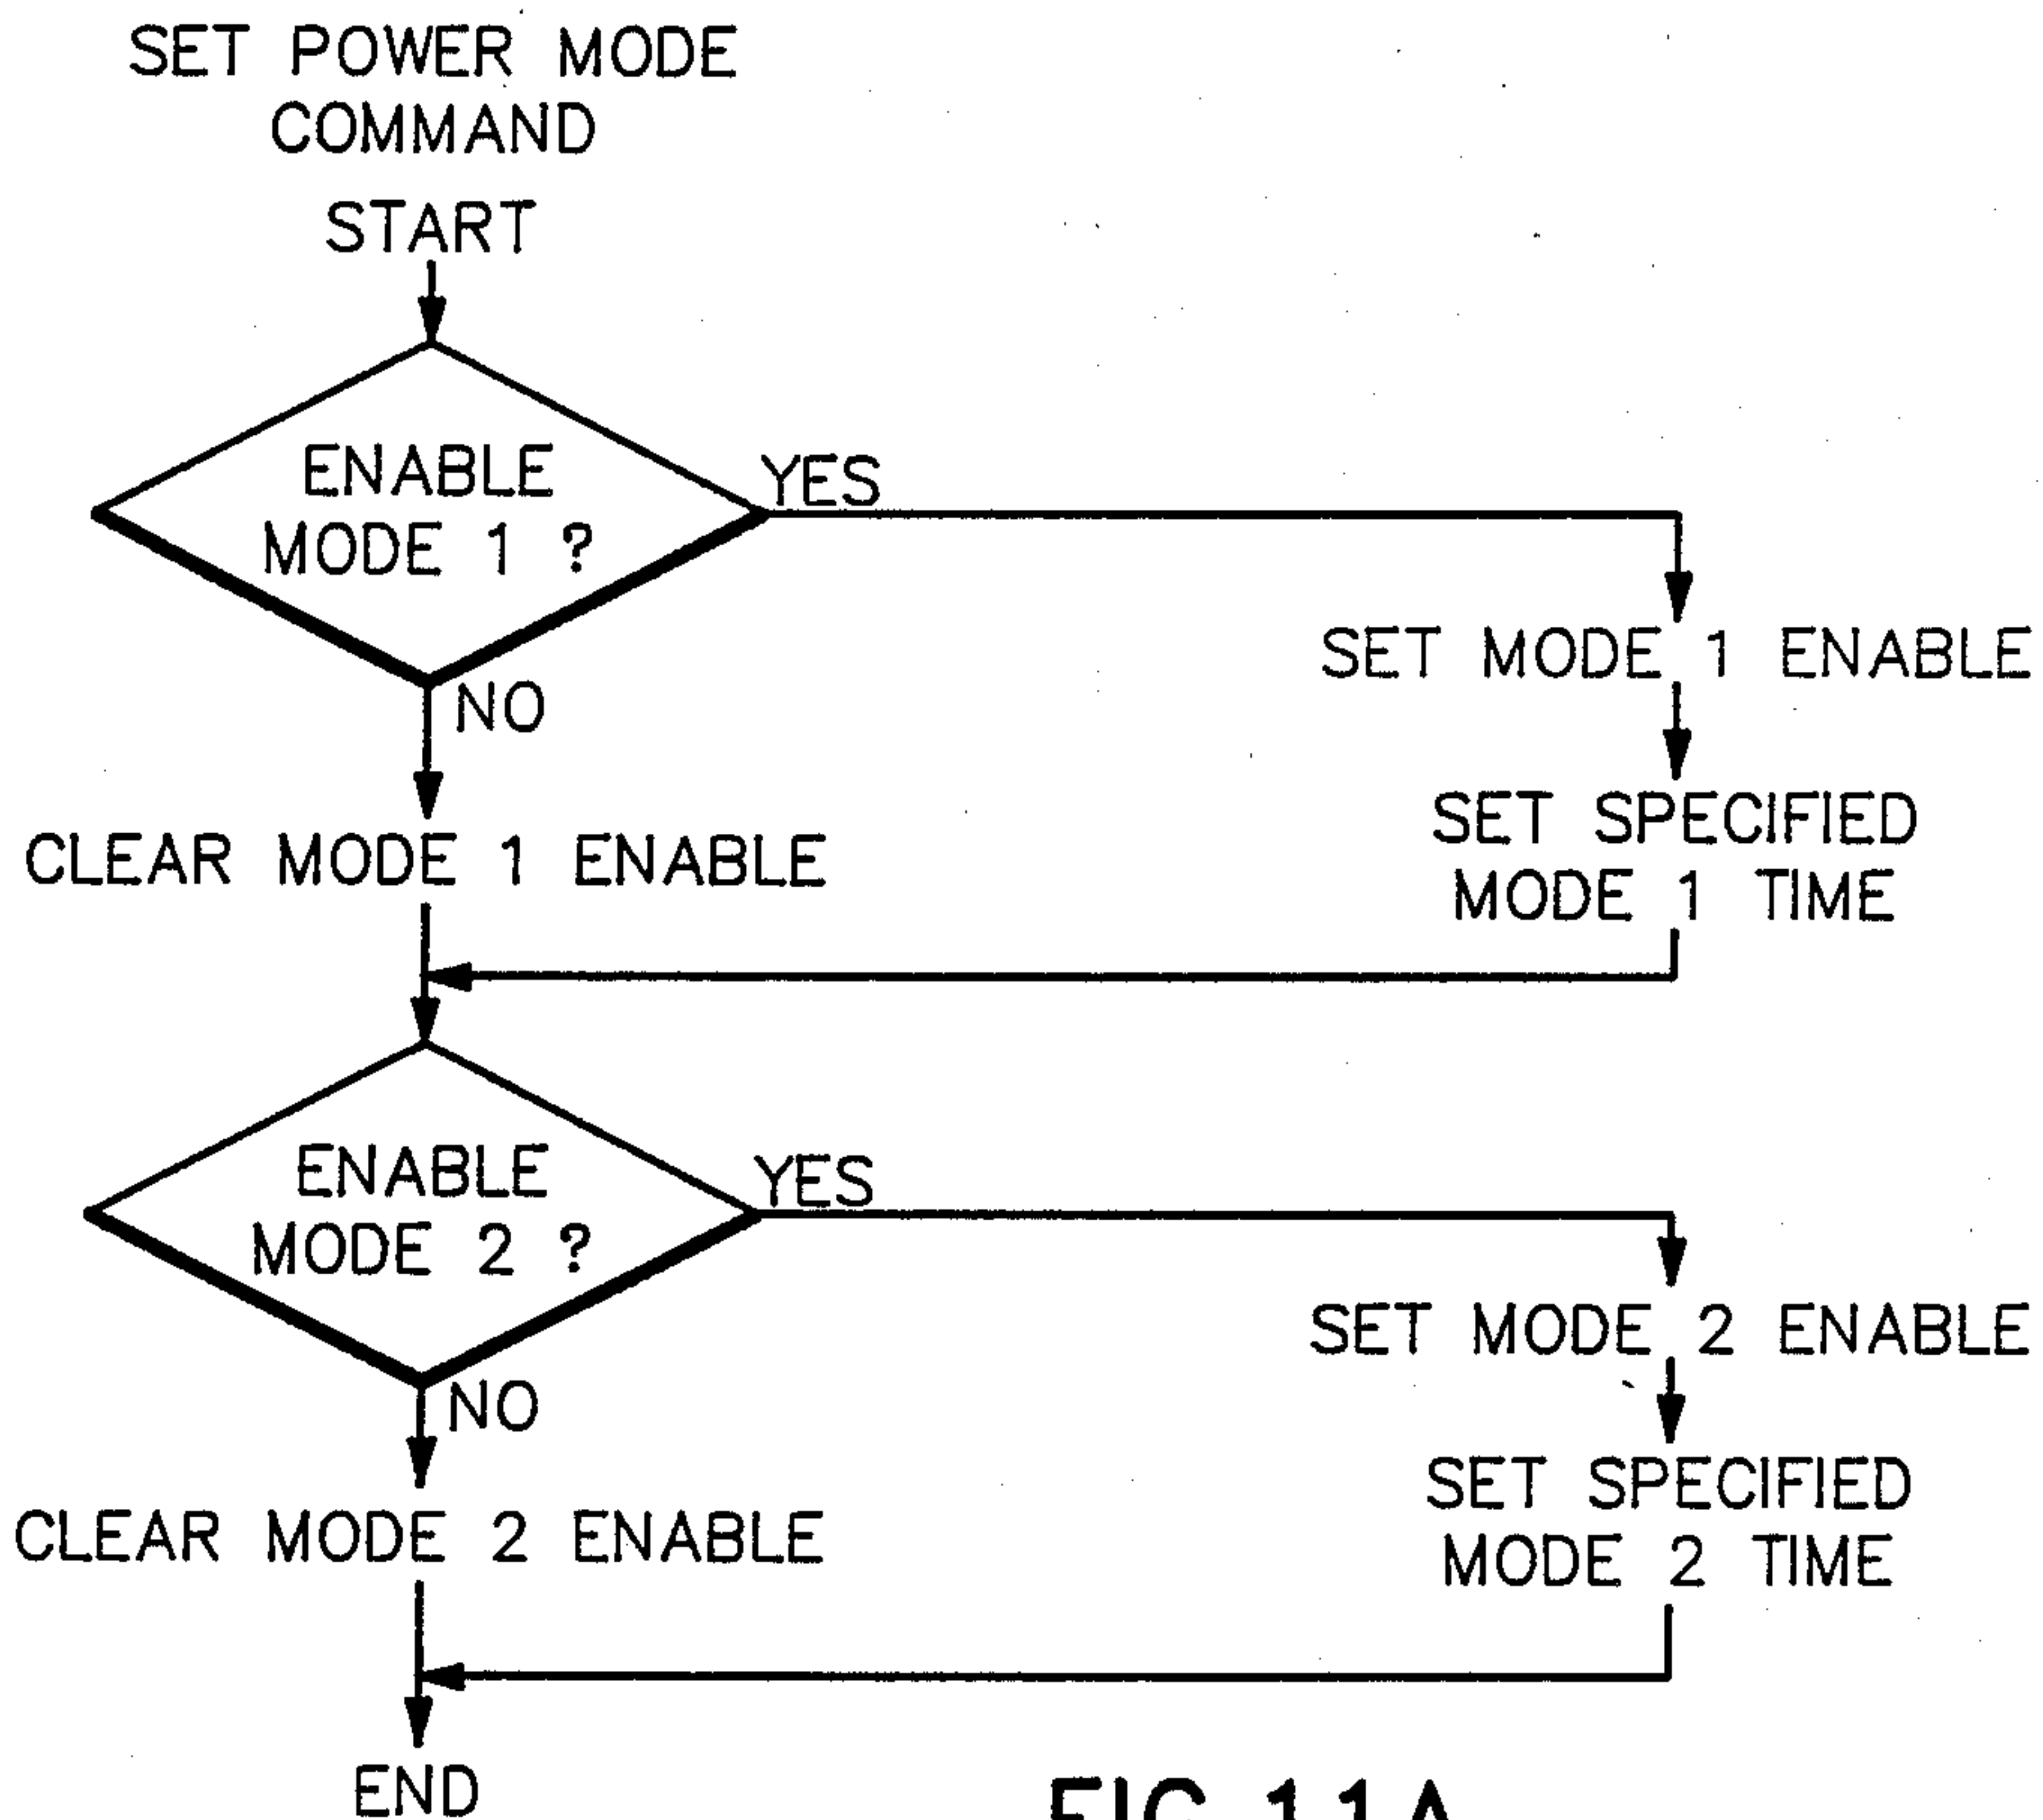 SET POWER MODE
COMMAND
START
ENABLE
MODE 1 ?
YES
NO
SET MODE 1 ENABLE
SET SPECIFIED
MODE 1 TIME
CLEAR MODE 1 ENABLE
ENABLE
MODE 2 ?
YES
NO
SET MODE 2 ENABLE
SET SPECIFIED
MODE 2 TIME
CLEAR MODE 2 ENABLE
END
FIG.11A